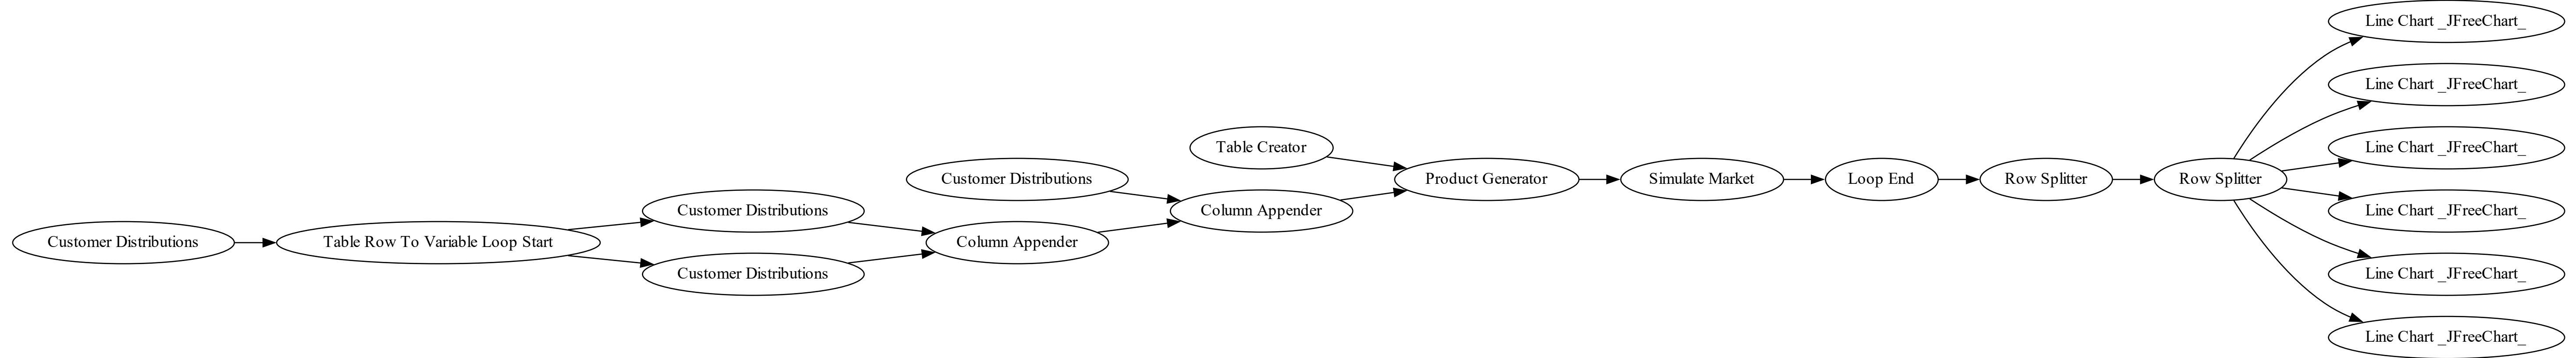 Customer Distributions
Table Row To Variable Loop Start
Customer Distributions
Customer Distributions
Customer Distributions
Column Appender
Table Creator
Column Appender
Product Generator
Simulate Market
Loop End
Row Splitter
Row Splitter
Line Chart _JFreeChart_
Line Chart _JFreeChart_
Line Chart _JFreeChart_
Line Chart _JFreeChart_
Line Chart _JFreeChart_
Line Chart _JFreeChart_